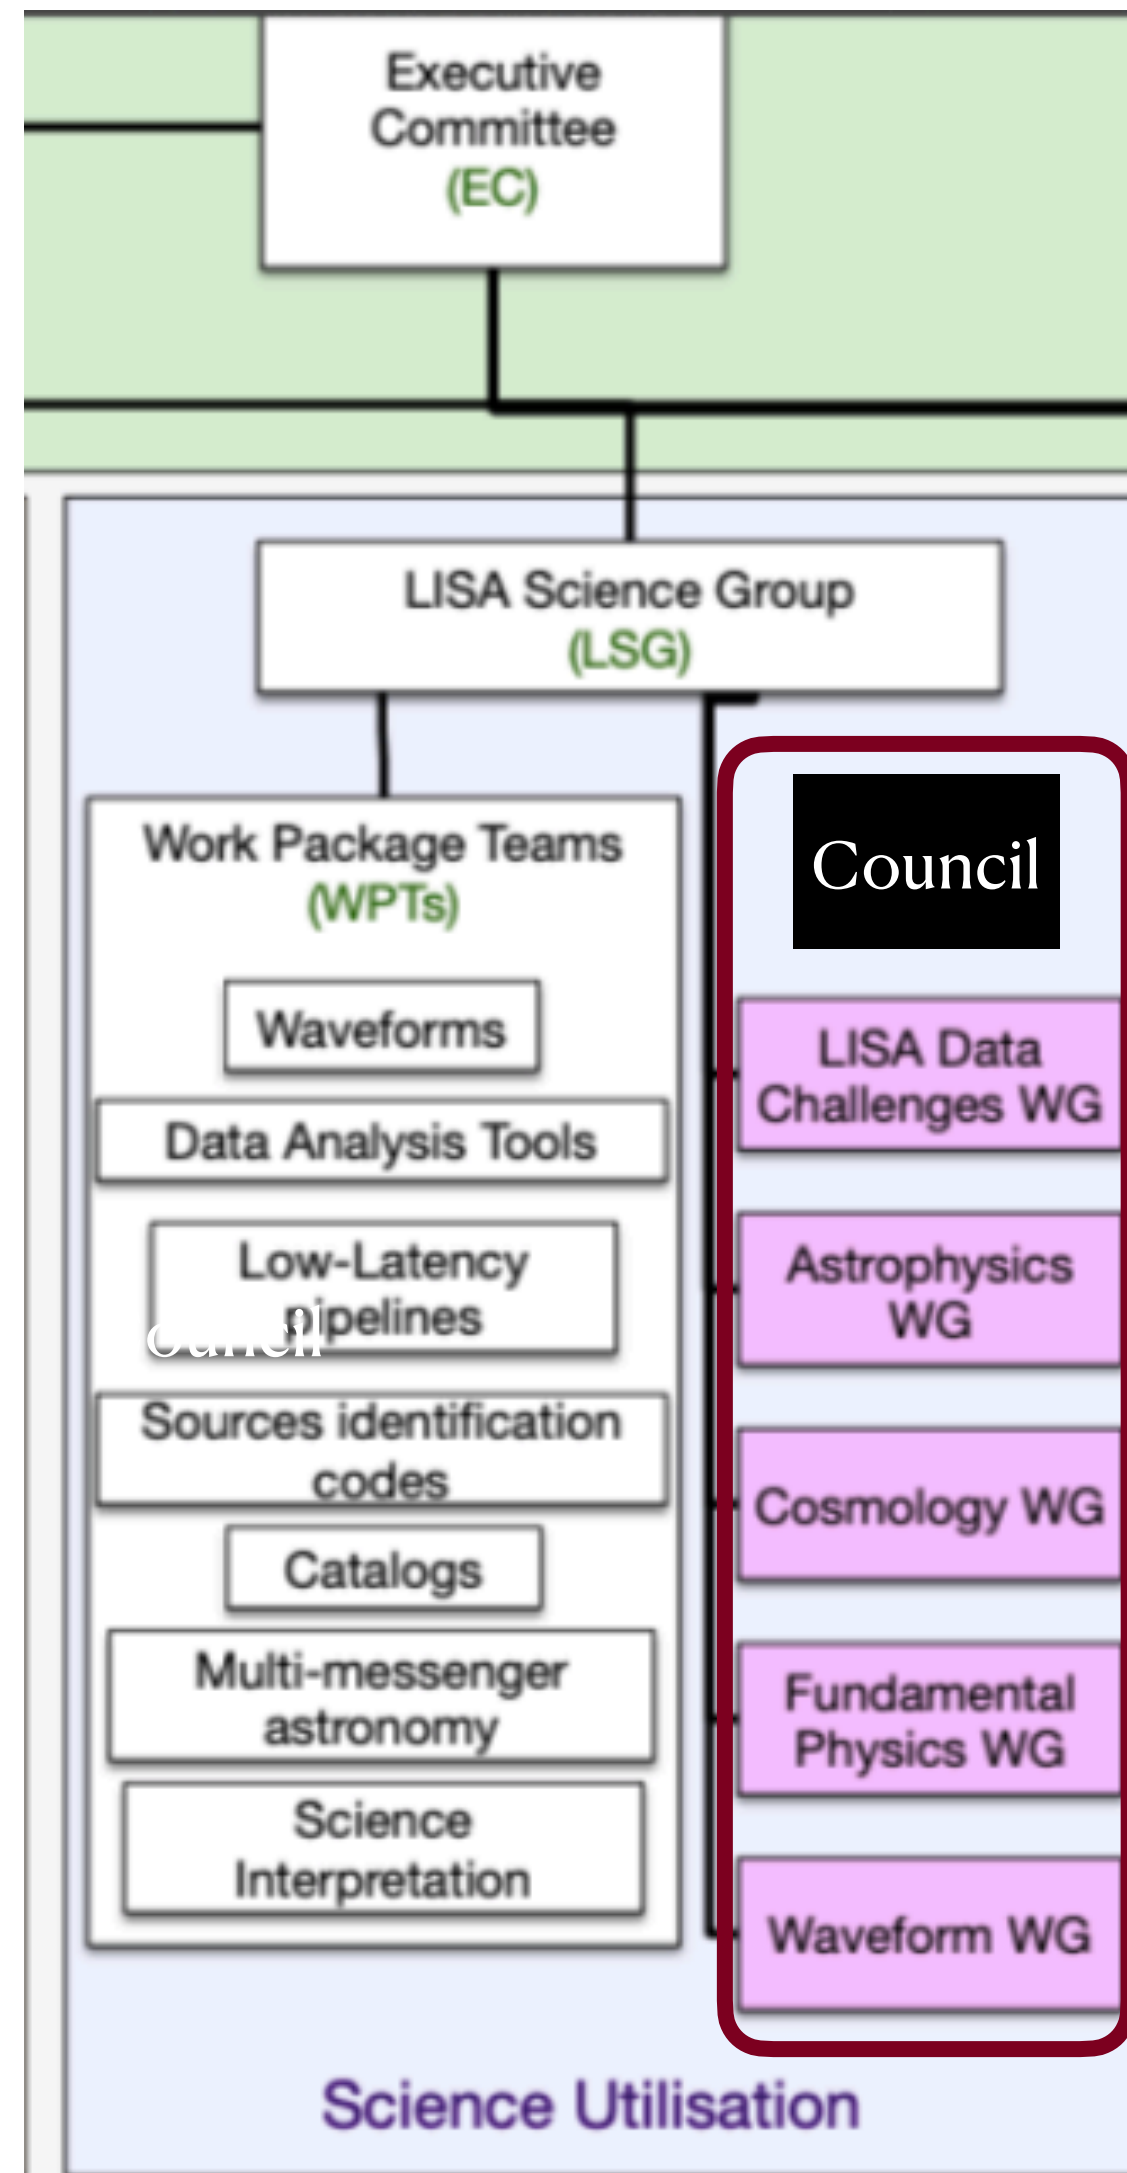 Executive
Committee
(EC)
LISA Science Group
(LSG)
Work Package Teams
(WPTs)
Waveforms
Data Analysis Tools
Low-Latency
pipelines
ouncil
Sources identification
codes
Catalogs
Multi-messenger
astronomy
Science
Interpretation
Council
LISA Data
Challenges WG
Astrophysics
WG
Cosmology WG
Fundamental
Physics WG
Waveform WG
Science Utilisation